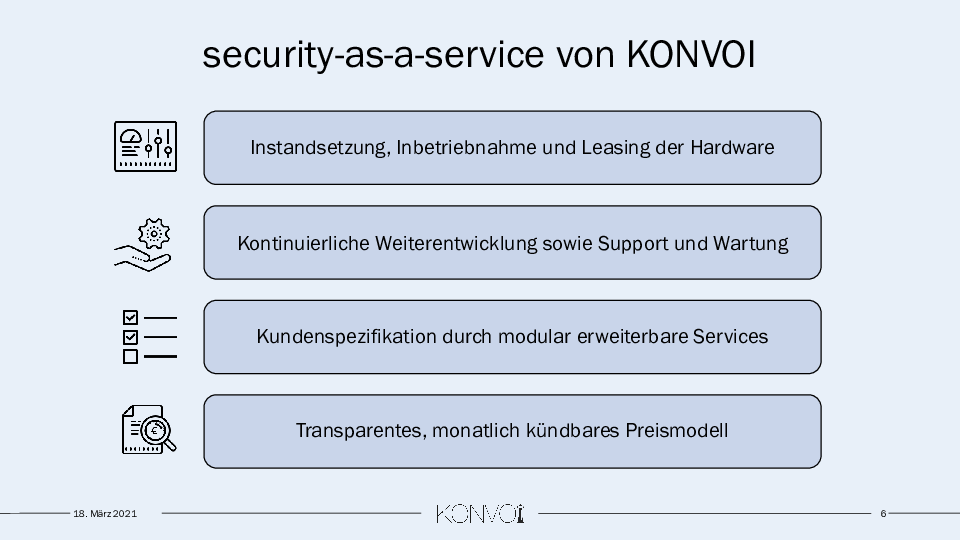 security-as-a-service von KONVOI
Instandsetzung, Inbetriebnahme und Leasing der Hardware
Kontinuierliche Weiterentwicklung sowie Support und Wartung
Kundenspezifikation durch modular erweiterbare Services
Transparentes, monatlich kündbares Preismodell
18. März 2021
KONVOI
6